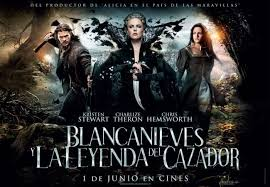 DEL PRODUCTOR DE "ALICIA EN EL PAÍS DE LAS MARAVILLAS"
KRISTEN STEWART
CHARLIZE THERON
CHRIS HEMSWORTH
BLANCANIEVES
Y LA LEYENDA DEL CAZADOR
1 DE JUNIO EN CINES